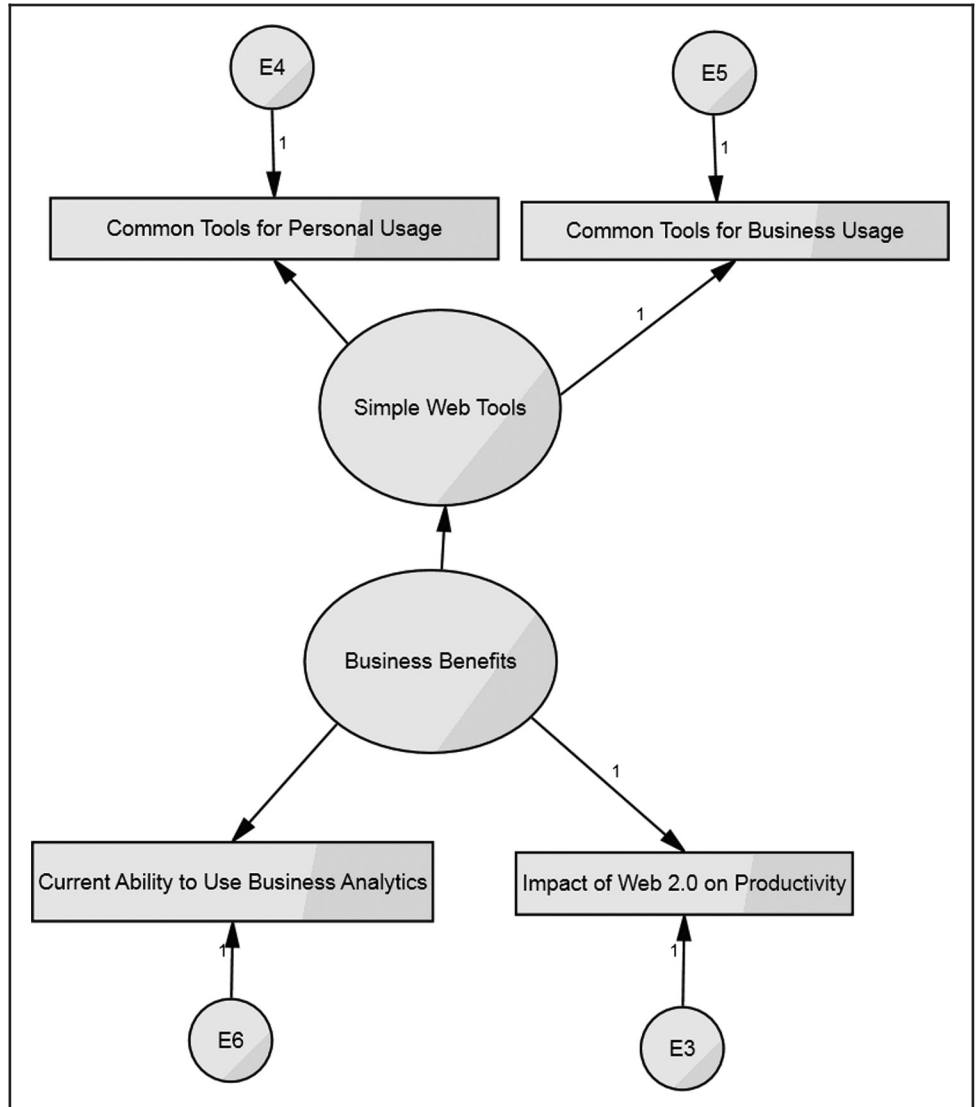 E4
E5
1
1
Common Tools for Personal Usage
Common Tools for Business Usage
1
Simple Web Tools
Business Benefits
1
Current Ability to Use Business Analytics
Impact of Web 2.0 on Productivity
1
1
E6
E3